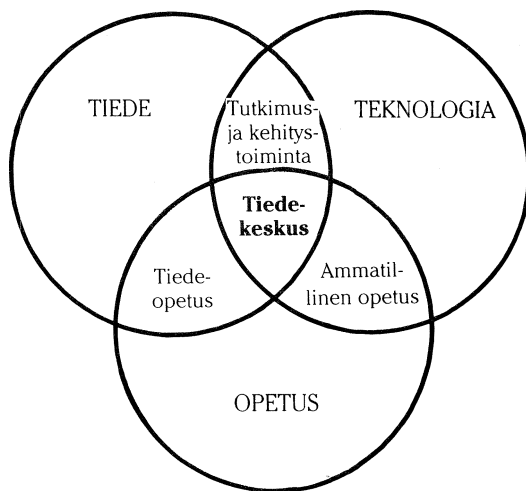 TIEDE
Tutkimus-
ja kehitys-
toiminta
TEKNOLOGIA
Tiede-
keskus
Tiede-
opetus
Ammatil-
linen opetus
OPETUS